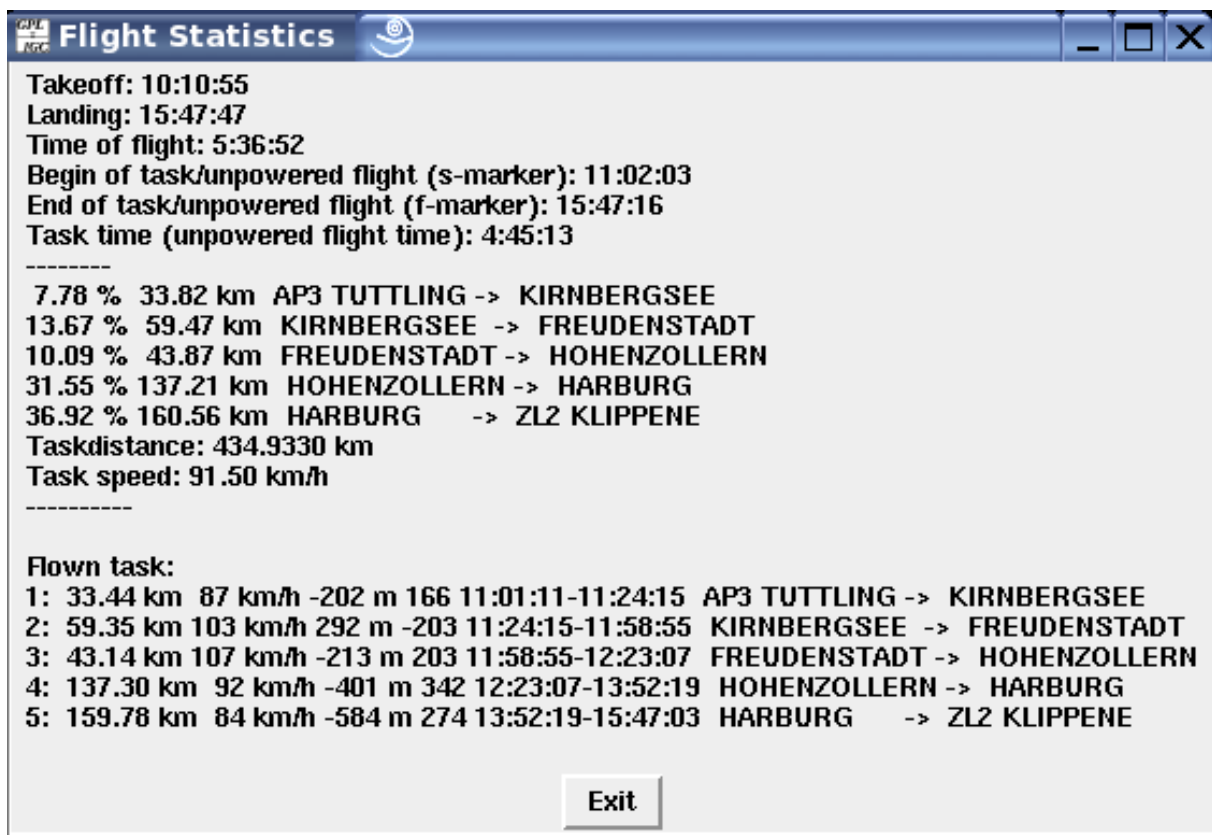 GPL IGC Flight Statistics
Takeoff: 10:10:55
Landing: 15:47:47
Time of flight: 5:36:52
Begin of task/unpowered flight (s-marker): 11:02:03
End of task/unpowered flight (f-marker): 15:47:16
Task time (unpowered flight time): 4:45:13
--------
7.78 % 33.82 km AP3 TUTTLING -> KIRNBERGSEE
13.67 % 59.47 km KIRNBERGSEE -> FREUDENSTADT
10.09 % 43.87 km FREUDENSTADT -> HOHENZOLLERN
31.55 % 137.21 km HOHENZOLLERN -> HARBURG
36.92 % 160.56 km HARBURG -> ZL2 KLIPPENE
Taskdistance: 434.9330 km
Task speed: 91.50 km/h
----------
Flown task:
1: 33.44 km 87 km/h -202 m 166 11:01:11-11:24:15 AP3 TUTTLING -> KIRNBERGSEE
2: 59.35 km 103 km/h 292 m -203 11:24:15-11:58:55 KIRNBERGSEE -> FREUDENSTADT
3: 43.14 km 107 km/h -213 m 203 11:58:55-12:23:07 FREUDENSTADT -> HOHENZOLLERN
4: 137.30 km 92 km/h -401 m 342 12:23:07-13:52:19 HOHENZOLLERN -> HARBURG
5: 159.78 km 84 km/h -584 m 274 13:52:19-15:47:03 HARBURG -> ZL2 KLIPPENE
Exit